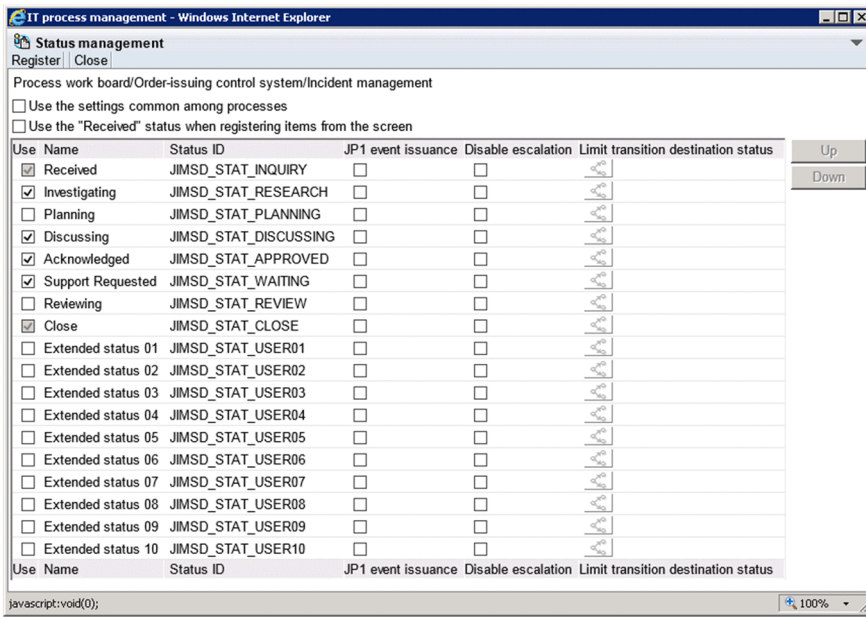 IT process management - Windows Internet Explorer
Status management
Register Close
Process work board/Order-issuing control system/Incident management
Use the settings common among processes
Use the "Received" status when registering items from the screen
Use Name Status ID JP1 event issuance Disable escalation Limit transition destination status
Up
Received JIMSD_STAT_INQUIRY
Down
Investigating JIMSD_STAT_RESEARCH
Planning JIMSD_STAT_PLANNING
Discussing JIMSD_STAT_DISCUSSING
Acknowledged JIMSD_STAT_APPROVED
Support Requested JIMSD_STAT_WAITING
Reviewing JIMSD_STAT_REVIEW
Close JIMSD_STAT_CLOSE
Extended status 01 JIMSD_STAT_USER01
Extended status 02 JIMSD_STAT_USER02
Extended status 03 JIMSD_STAT_USER03
Extended status 04 JIMSD_STAT_USER04
Extended status 05 JIMSD_STAT_USER05
Extended status 06 JIMSD_STAT_USER06
Extended status 07 JIMSD_STAT_USER07
Extended status 08 JIMSD_STAT_USER08
Extended status 09 JIMSD_STAT_USER09
Extended status 10 JIMSD_STAT_USER10
Use Name Status ID JP1 event issuance Disable escalation Limit transition destination status
javascript:void(0); 100%